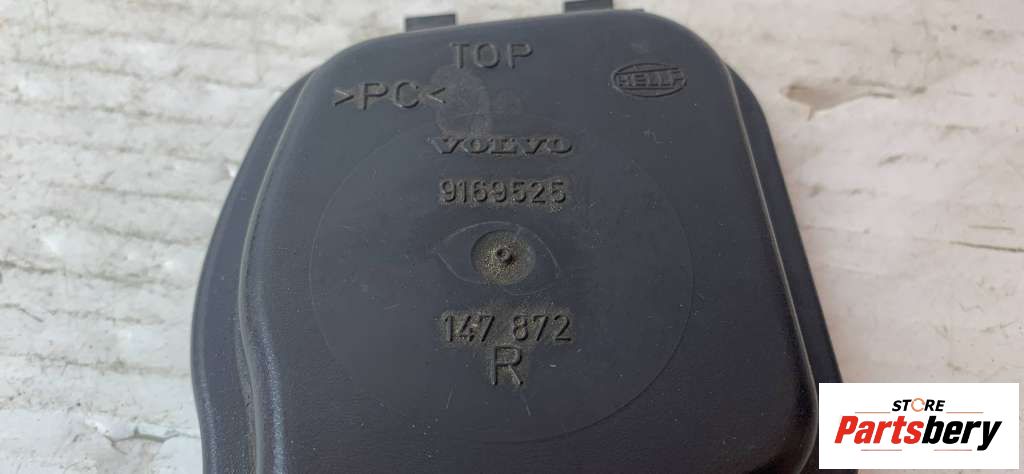 TOP
>PC<
HELLA
VOLVO
9169525
147 872
R
STORE
Partsbery